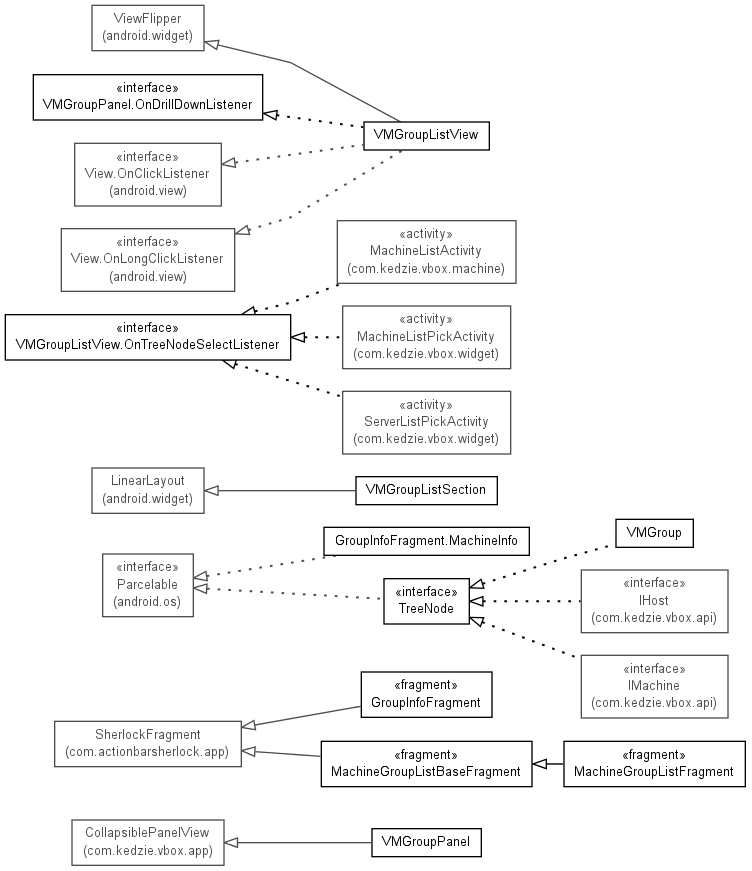 ViewFlipper
(android.widget)
«interface»
VMGroupPanel.OnDrillDownListener
VMGroupListView
«interface»
View.OnClickListener
(android.view)
«interface»
View.OnLongClickListener
(android.view)
«activity»
MachineListActivity
(com.kedzie.vbox.machine)
«interface»
VMGroupListView.OnTreeNodeSelectListener
«activity»
MachineListPickActivity
(com.kedzie.vbox.widget)
«activity»
ServerListPickActivity
(com.kedzie.vbox.widget)
LinearLayout
(android.widget)
VMGroupListSection
GroupInfoFragment.MachineInfo
VMGroup
«interface»
Parcelable
(android.os)
«interface»
TreeNode
«interface»
IHost
(com.kedzie.vbox.api)
«interface»
IMachine
(com.kedzie.vbox.api)
«fragment»
GroupInfoFragment
SherlockFragment
(com.actionbarsherlock.app)
«fragment»
MachineGroupListBaseFragment
«fragment»
MachineGroupListFragment
CollapsiblePanelView
(com.kedzie.vbox.app)
VMGroupPanel